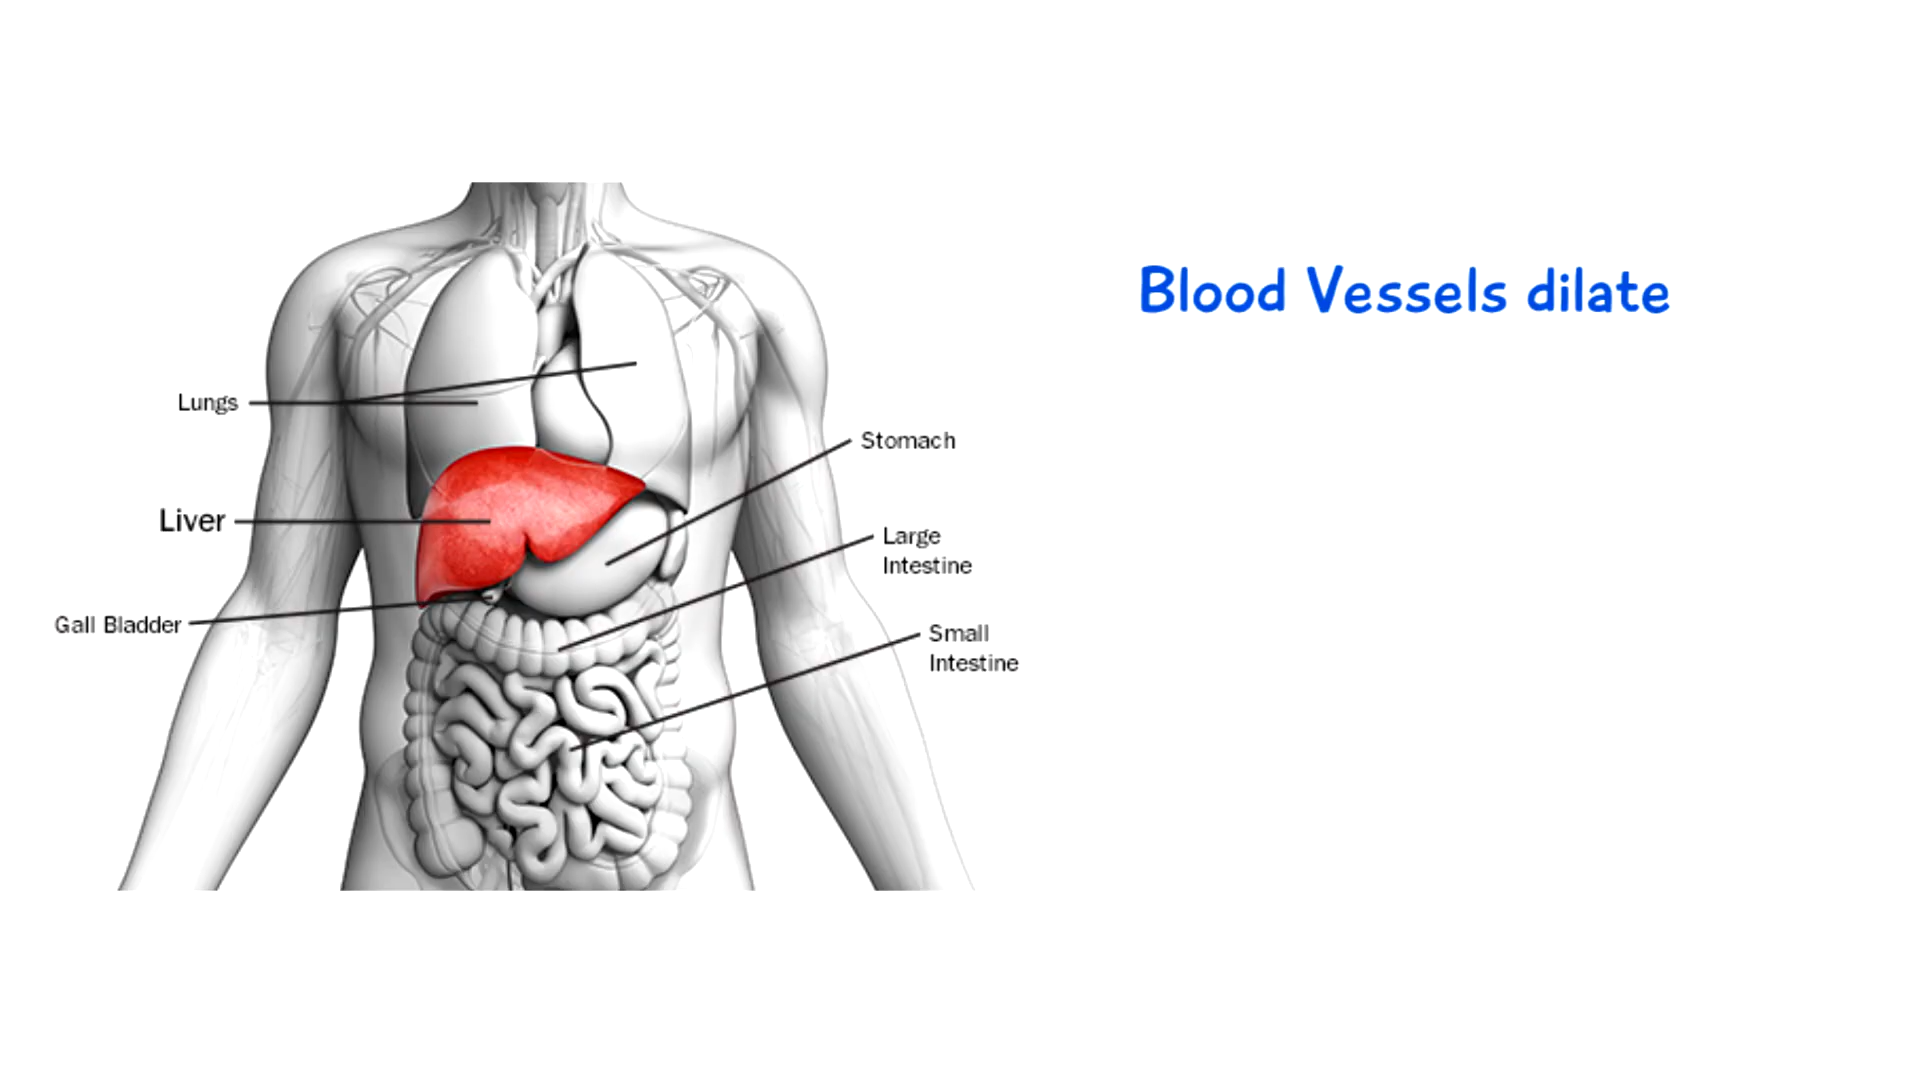 Blood Vessels dilate
Lungs
Stomach
Liver
Large
Intestine
Gall Bladder
Small
Intestine